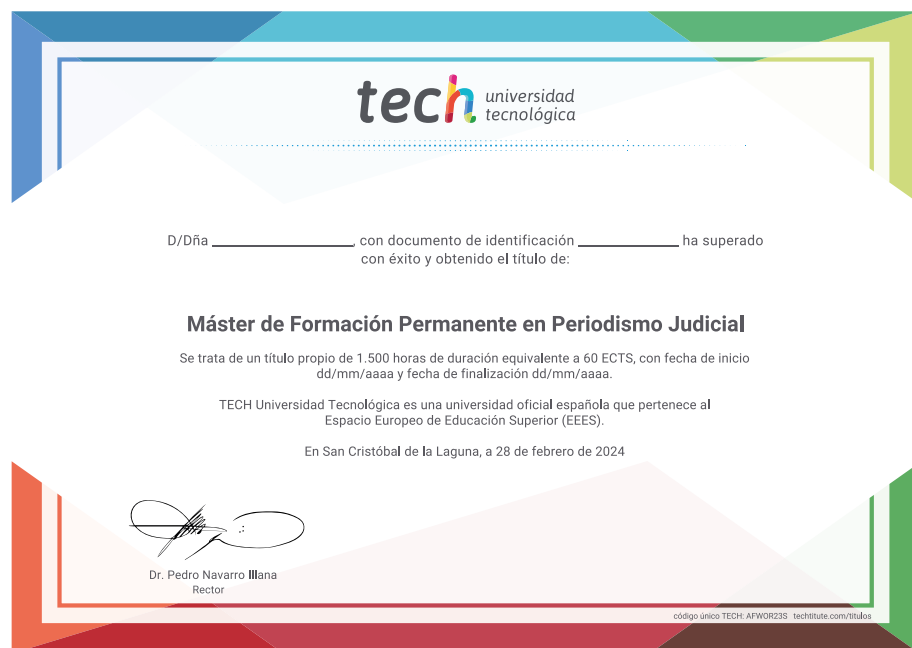 tech universidad
tecnológica
D/Dña ______________, con documento de identificación __________ ha superado
con éxito y obtenido el título de:
Máster de Formación Permanente en Periodismo Judicial
Se trata de un título propio de 1.500 horas de duración equivalente a 60 ECTS, con fecha de inicio
dd/mm/aaaa y fecha de finalización dd/mm/aaaa.
TECH Universidad Tecnológica es una universidad oficial española que pertenece al
Espacio Europeo de Educación Superior (EEES).
En San Cristóbal de la Laguna, a 28 de febrero de 2024
Dr. Pedro Navarro Illana
Rector
código único TECH: AFWOR23S techtitute.com/titulos